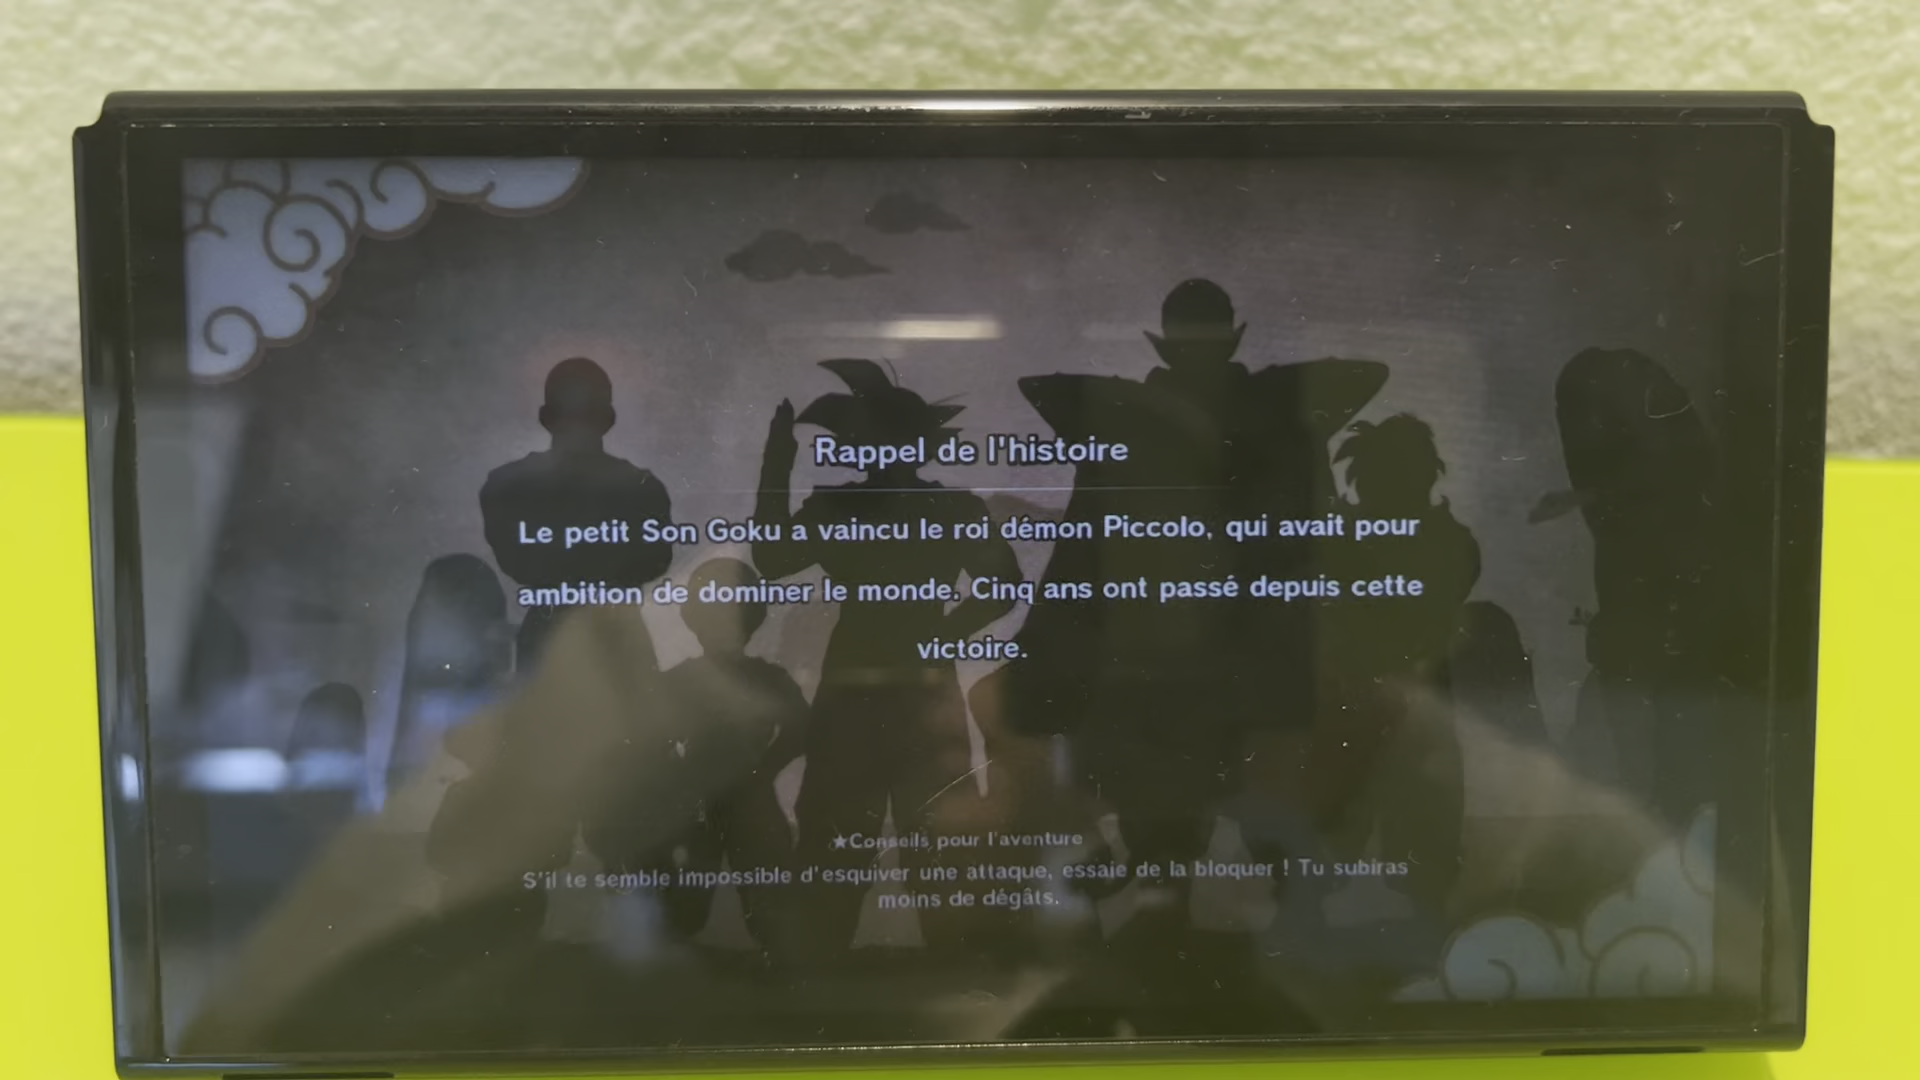 Rappel de l'histoire
Le petit Son Goku a vaincu le roi démon Piccolo, qui avait pour
ambition de dominer le monde. Cinq ans ont passé depuis cette
victoire.
★Conseils pour l'aventure
S'il te semble impossible d'esquiver une attaque, essaie de la bloquer ! Tu subiras
moins de dégâts.